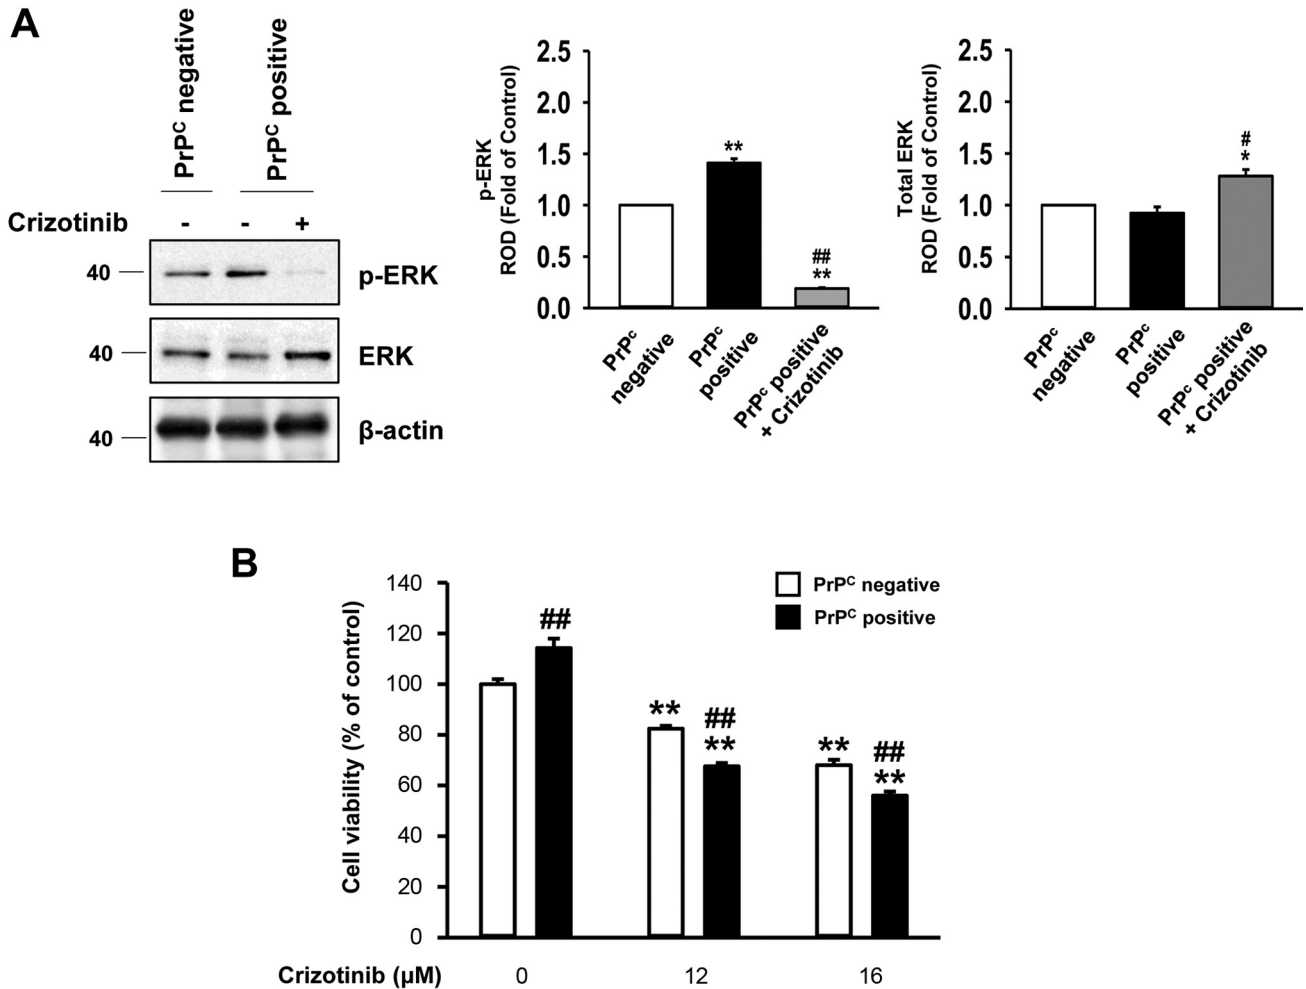 A
PrPᶜ negative
PrPᶜ positive
Crizotinib - - +
40 p-ERK
40 ERK
40 β-actin
p-ERK
ROD (Fold of Control)
2.5
2.0
1.5
1.0
0.5
0.0
**
##
**
PrPᶜ
negative
PrPᶜ
positive
PrPᶜ positive
+ Crizotinib
Total ERK
ROD (Fold of Control)
2.5
2.0
1.5
1.0
0.5
0.0
#
*
PrPᶜ
negative
PrPᶜ
positive
PrPᶜ positive
+ Crizotinib
B
Cell viability (% of control)
140
120
100
80
60
40
20
0
PrPᶜ negative
PrPᶜ positive
##
**
##
**
**
##
**
Crizotinib (μM) 0 12 16